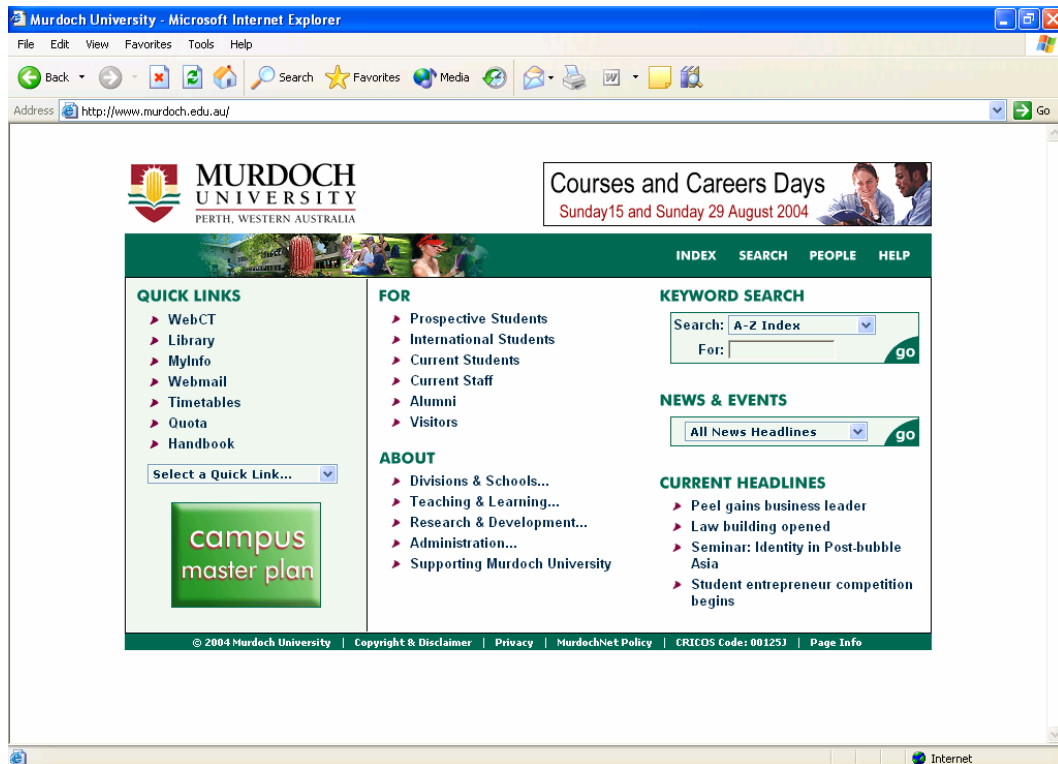 Murdoch University - Microsoft Internet Explorer
File Edit View Favorites Tools Help
Back Search Favorites Media
Address http://www.murdoch.edu.au/ Go
MURDOCH
UNIVERSITY
PERTH, WESTERN AUSTRALIA
Courses and Careers Days
Sunday15 and Sunday 29 August 2004
INDEX SEARCH PEOPLE HELP
QUICK LINKS
WebCT
Library
MyInfo
Webmail
Timetables
Quota
Handbook
Select a Quick Link...
campus
master plan
FOR
Prospective Students
International Students
Current Students
Current Staff
Alumni
Visitors
ABOUT
Divisions & Schools...
Teaching & Learning...
Research & Development...
Administration...
Supporting Murdoch University
KEYWORD SEARCH
Search: A-Z Index
For: go
NEWS & EVENTS
All News Headlines go
CURRENT HEADLINES
Peel gains business leader
Law building opened
Seminar: Identity in Post-bubble
Asia
Student entrepreneur competition
begins
© 2004 Murdoch University | Copyright & Disclaimer | Privacy | MurdochNet Policy | CRICOS Code: 00125J | Page Info
Internet